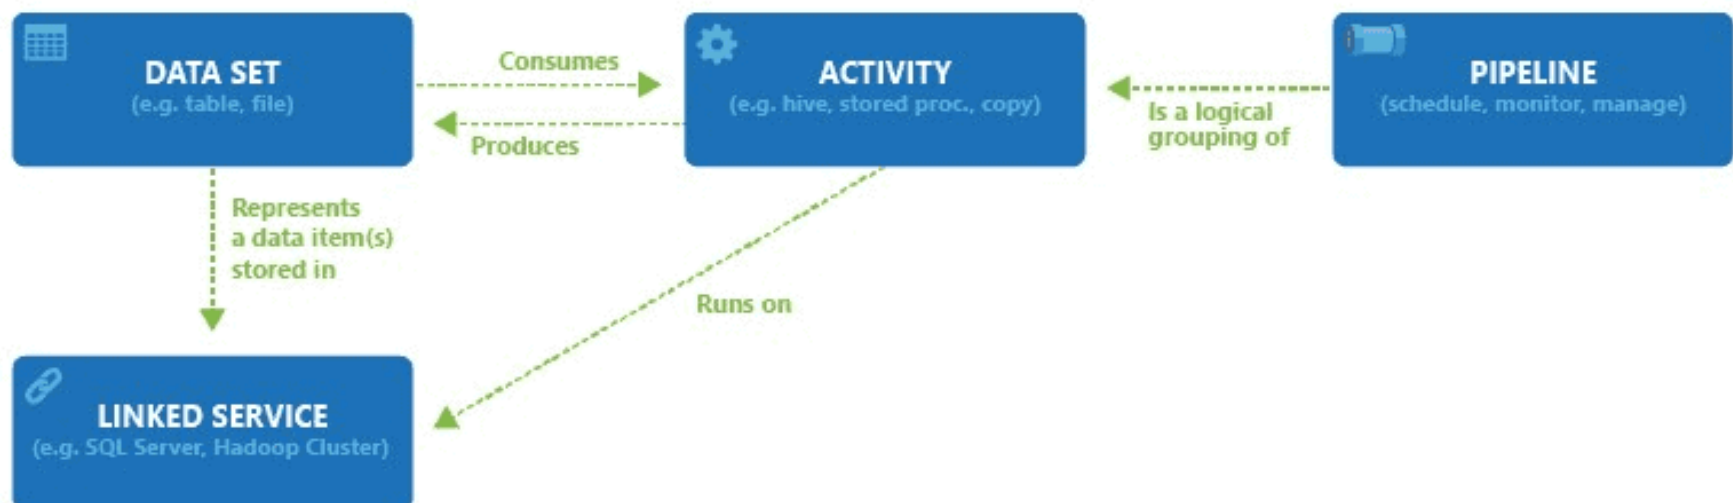 DATA SET
(e.g. table, file)
Consumes
Produces
ACTIVITY
(e.g. hive, stored proc., copy)
Is a logical
grouping of
PIPELINE
(schedule, monitor, manage)
Represents
a data item(s)
stored in
Runs on
LINKED SERVICE
(e.g. SQL Server, Hadoop Cluster)